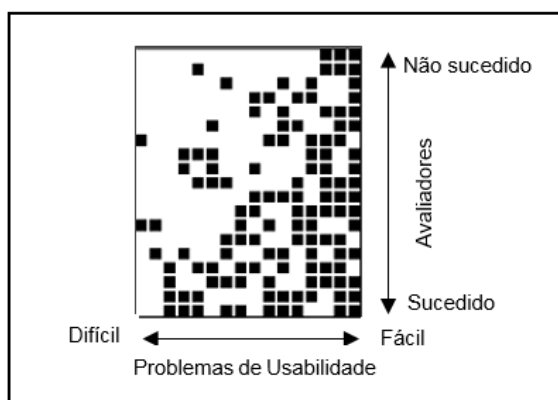 Não sucedido
Avaliadores
Sucedido
Difícil
Fácil
Problemas de Usabilidade